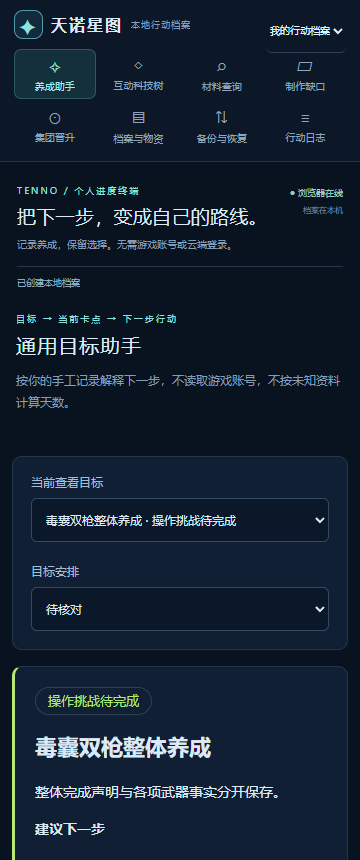 天诺星图 本地行动档案
我的行动档案
养成助手 互动科技树 材料查询 制作缺口
集团晋升 档案与物资 备份与恢复 行动日志
TENNO / 个人进度终端
浏览器在线
把下一步，变成自己的路线。
档案在本机
记录养成，保留选择。无需游戏账号或云端登录。
已创建本地档案
目标 → 当前卡点 → 下一步行动
通用目标助手
按你的手工记录解释下一步，不读取游戏账号，不按未知资料
计算天数。
当前查看目标
毒囊双枪整体养成 · 操作挑战待完成
目标安排
待核对
操作挑战待完成
毒囊双枪整体养成
整体完成声明与各项武器事实分开保存。
建议下一步